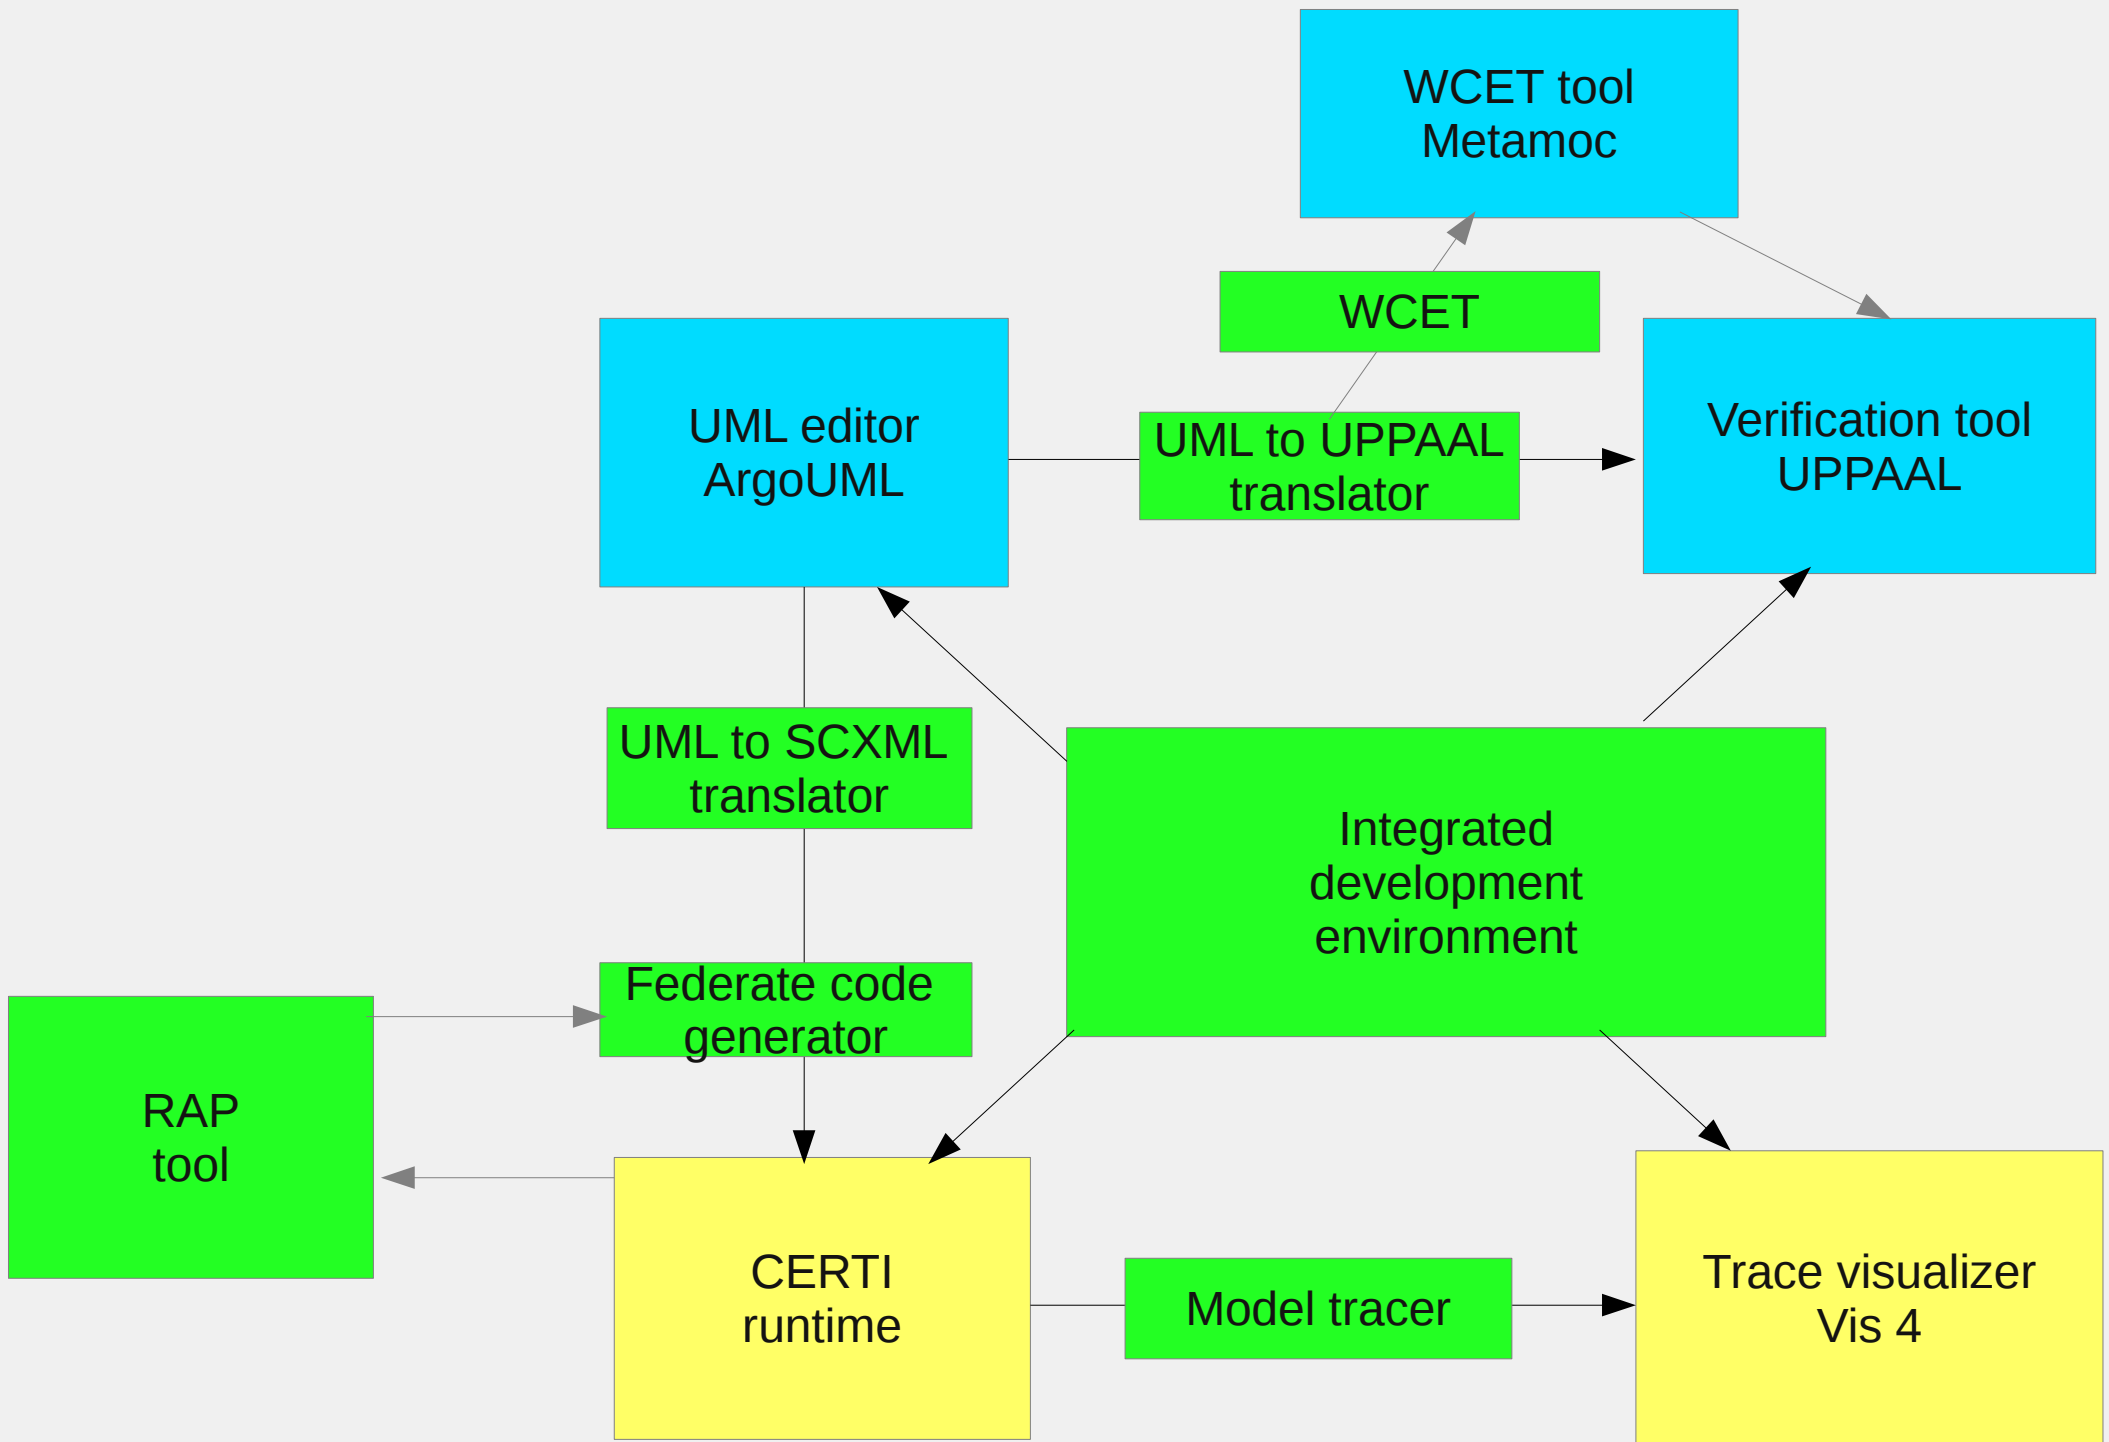 WCET tool
Metamoc
WCET
UML editor
ArgoUML
UML to UPPAAL
translator
Verification tool
UPPAAL
UML to SCXML
translator
Integrated
development
environment
Federate code
generator
RAP
tool
CERTI
runtime
Model tracer
Trace visualizer
Vis 4